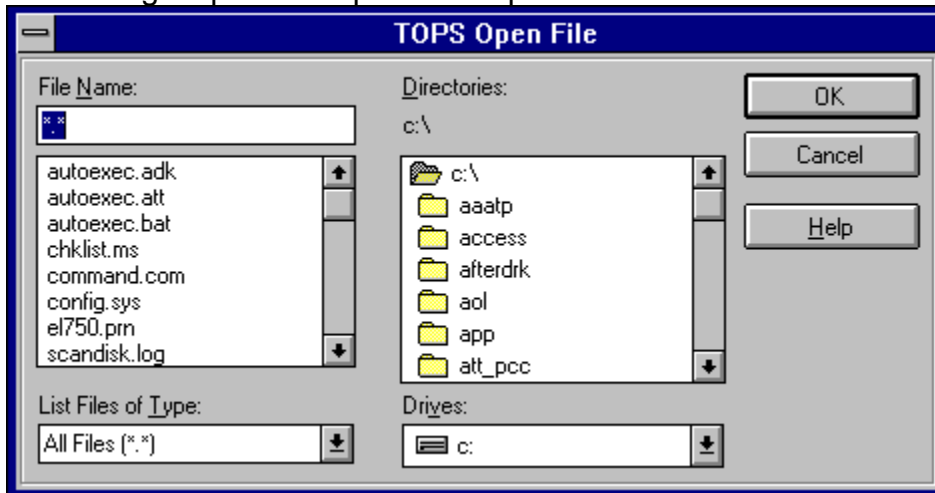 TOPS Open File
File Name:
*.*
autoexec.adk
autoexec.att
autoexec.bat
chklist.ms
command.com
config.sys
el750.prn
scandisk.log
List Files of Type:
All Files (*.*)
Directories:
c:\
c:\
aaatp
access
afterdrk
aol
app
att_pcc
Drives:
c:
OK
Cancel
Help